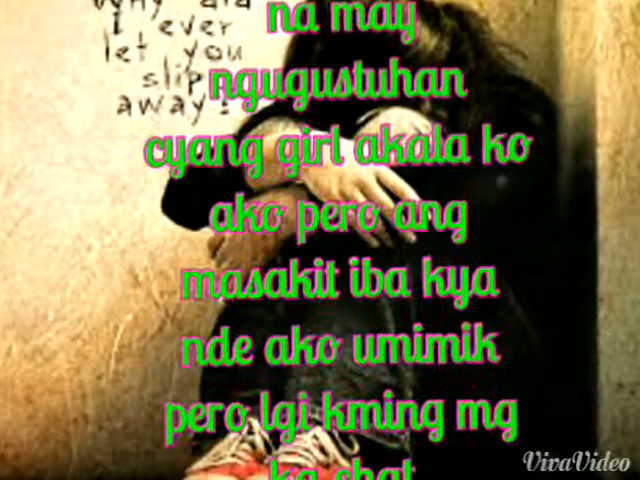 why did
i ever
let you
slip
away?
na may
ngugustuhan
cyang girl akala ko
ako pero ang
masakit iba kya
nde ako umimik
pero lgi kming mg
ka chat
VivaVideo